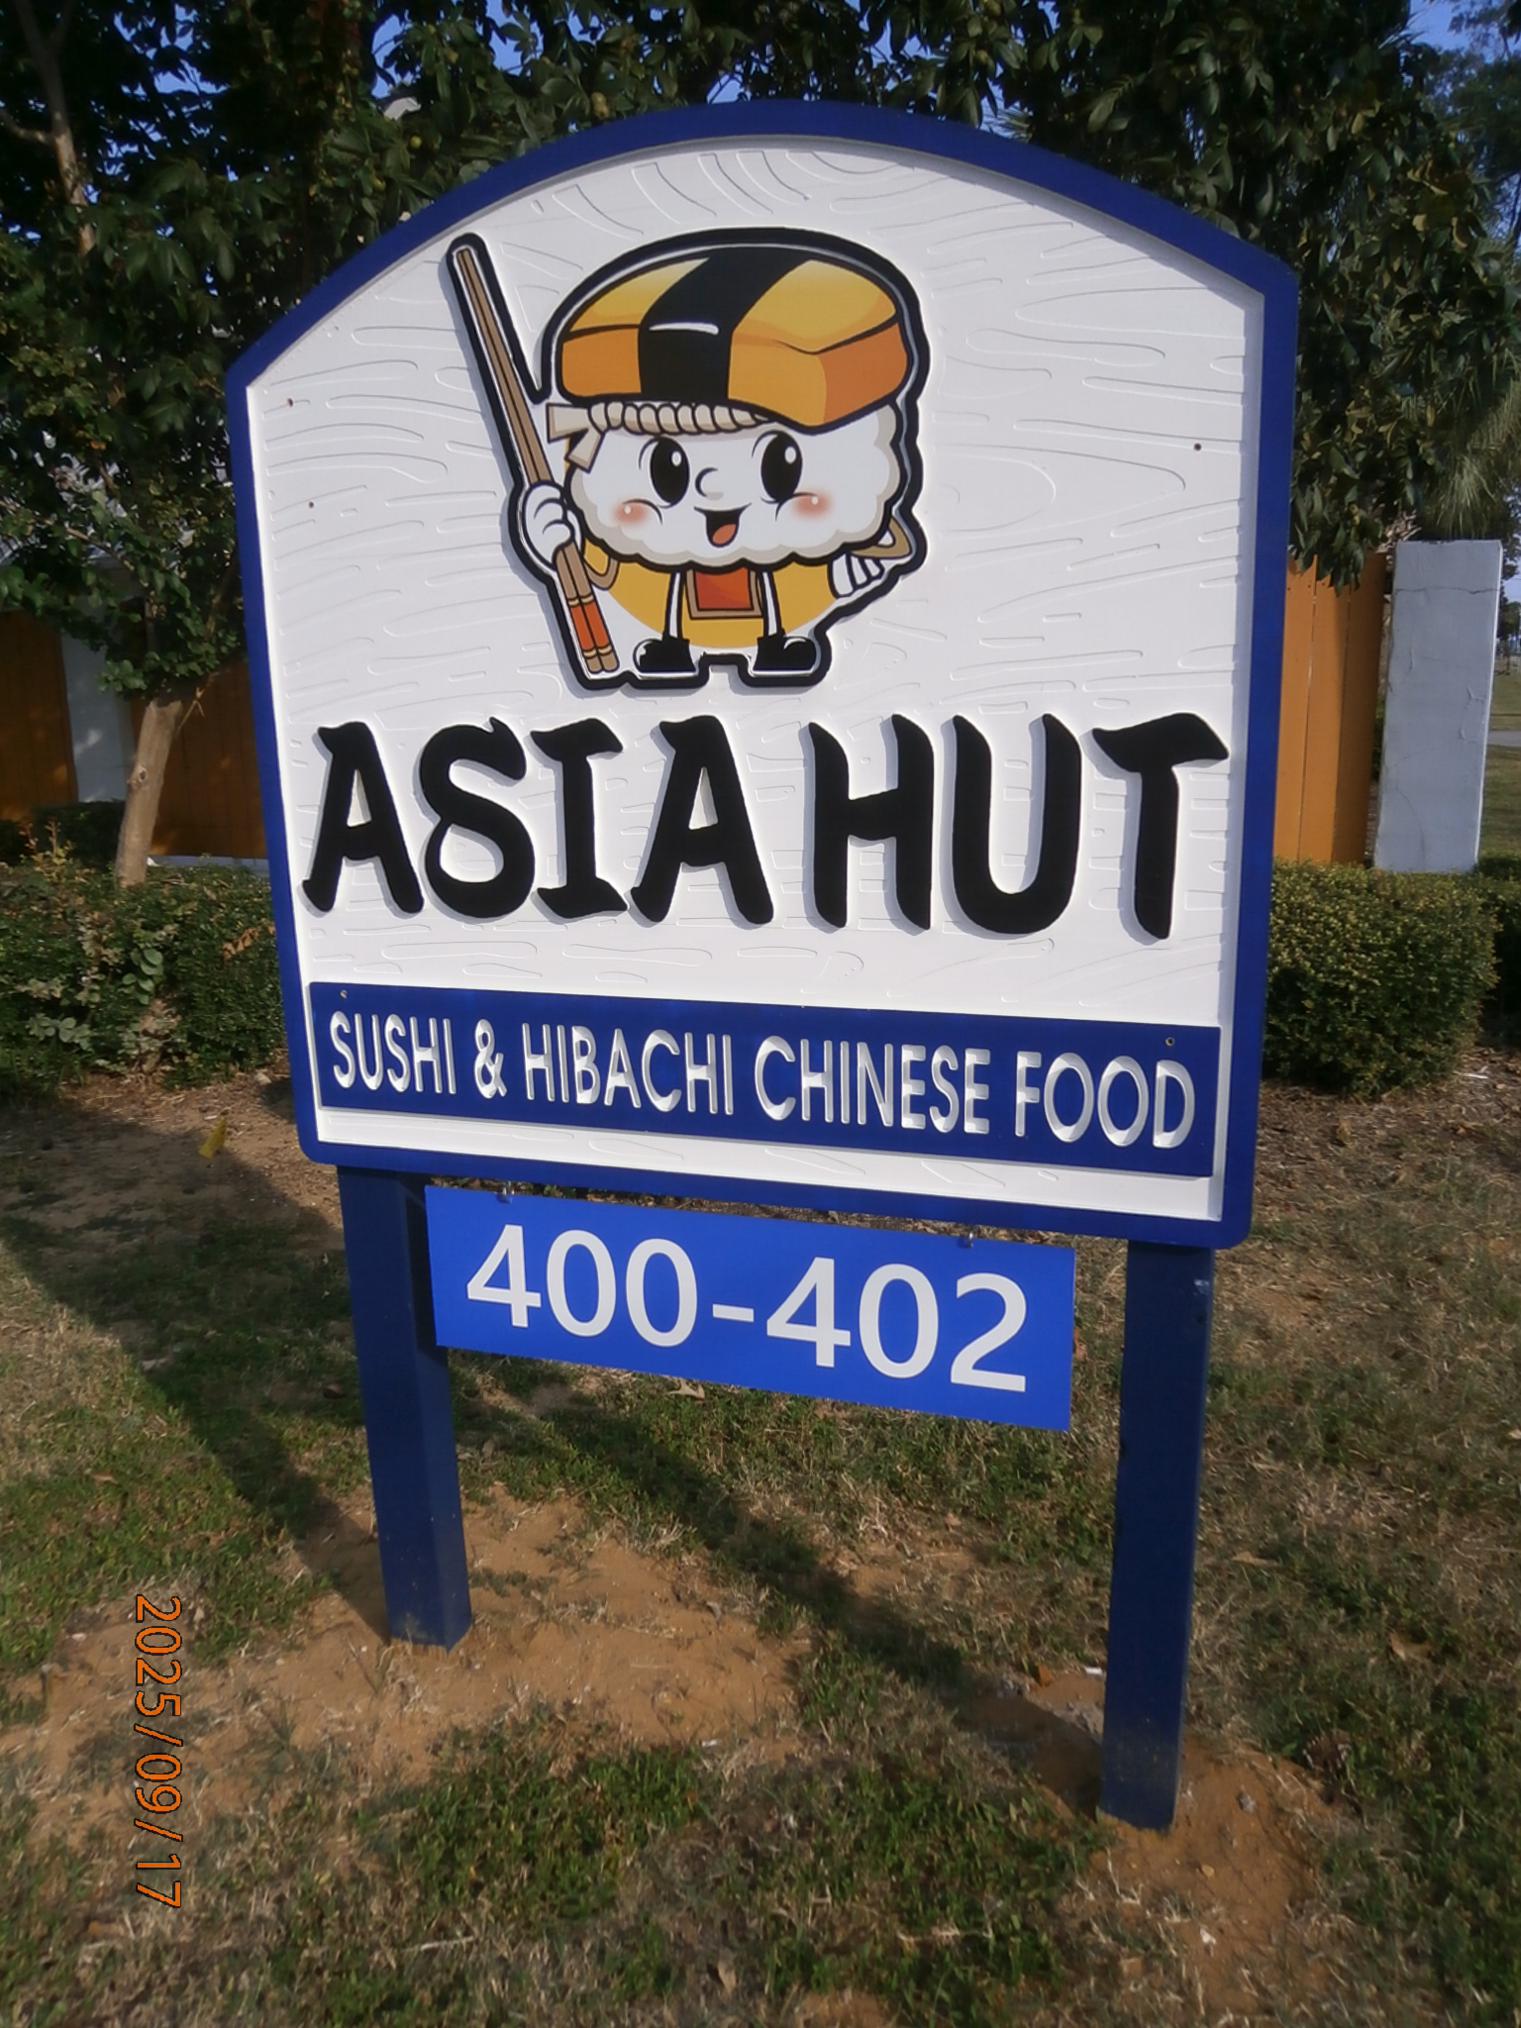 ASIA HUT
SUSHI & HIBACHI CHINESE FOOD
400-402
2025/09/17